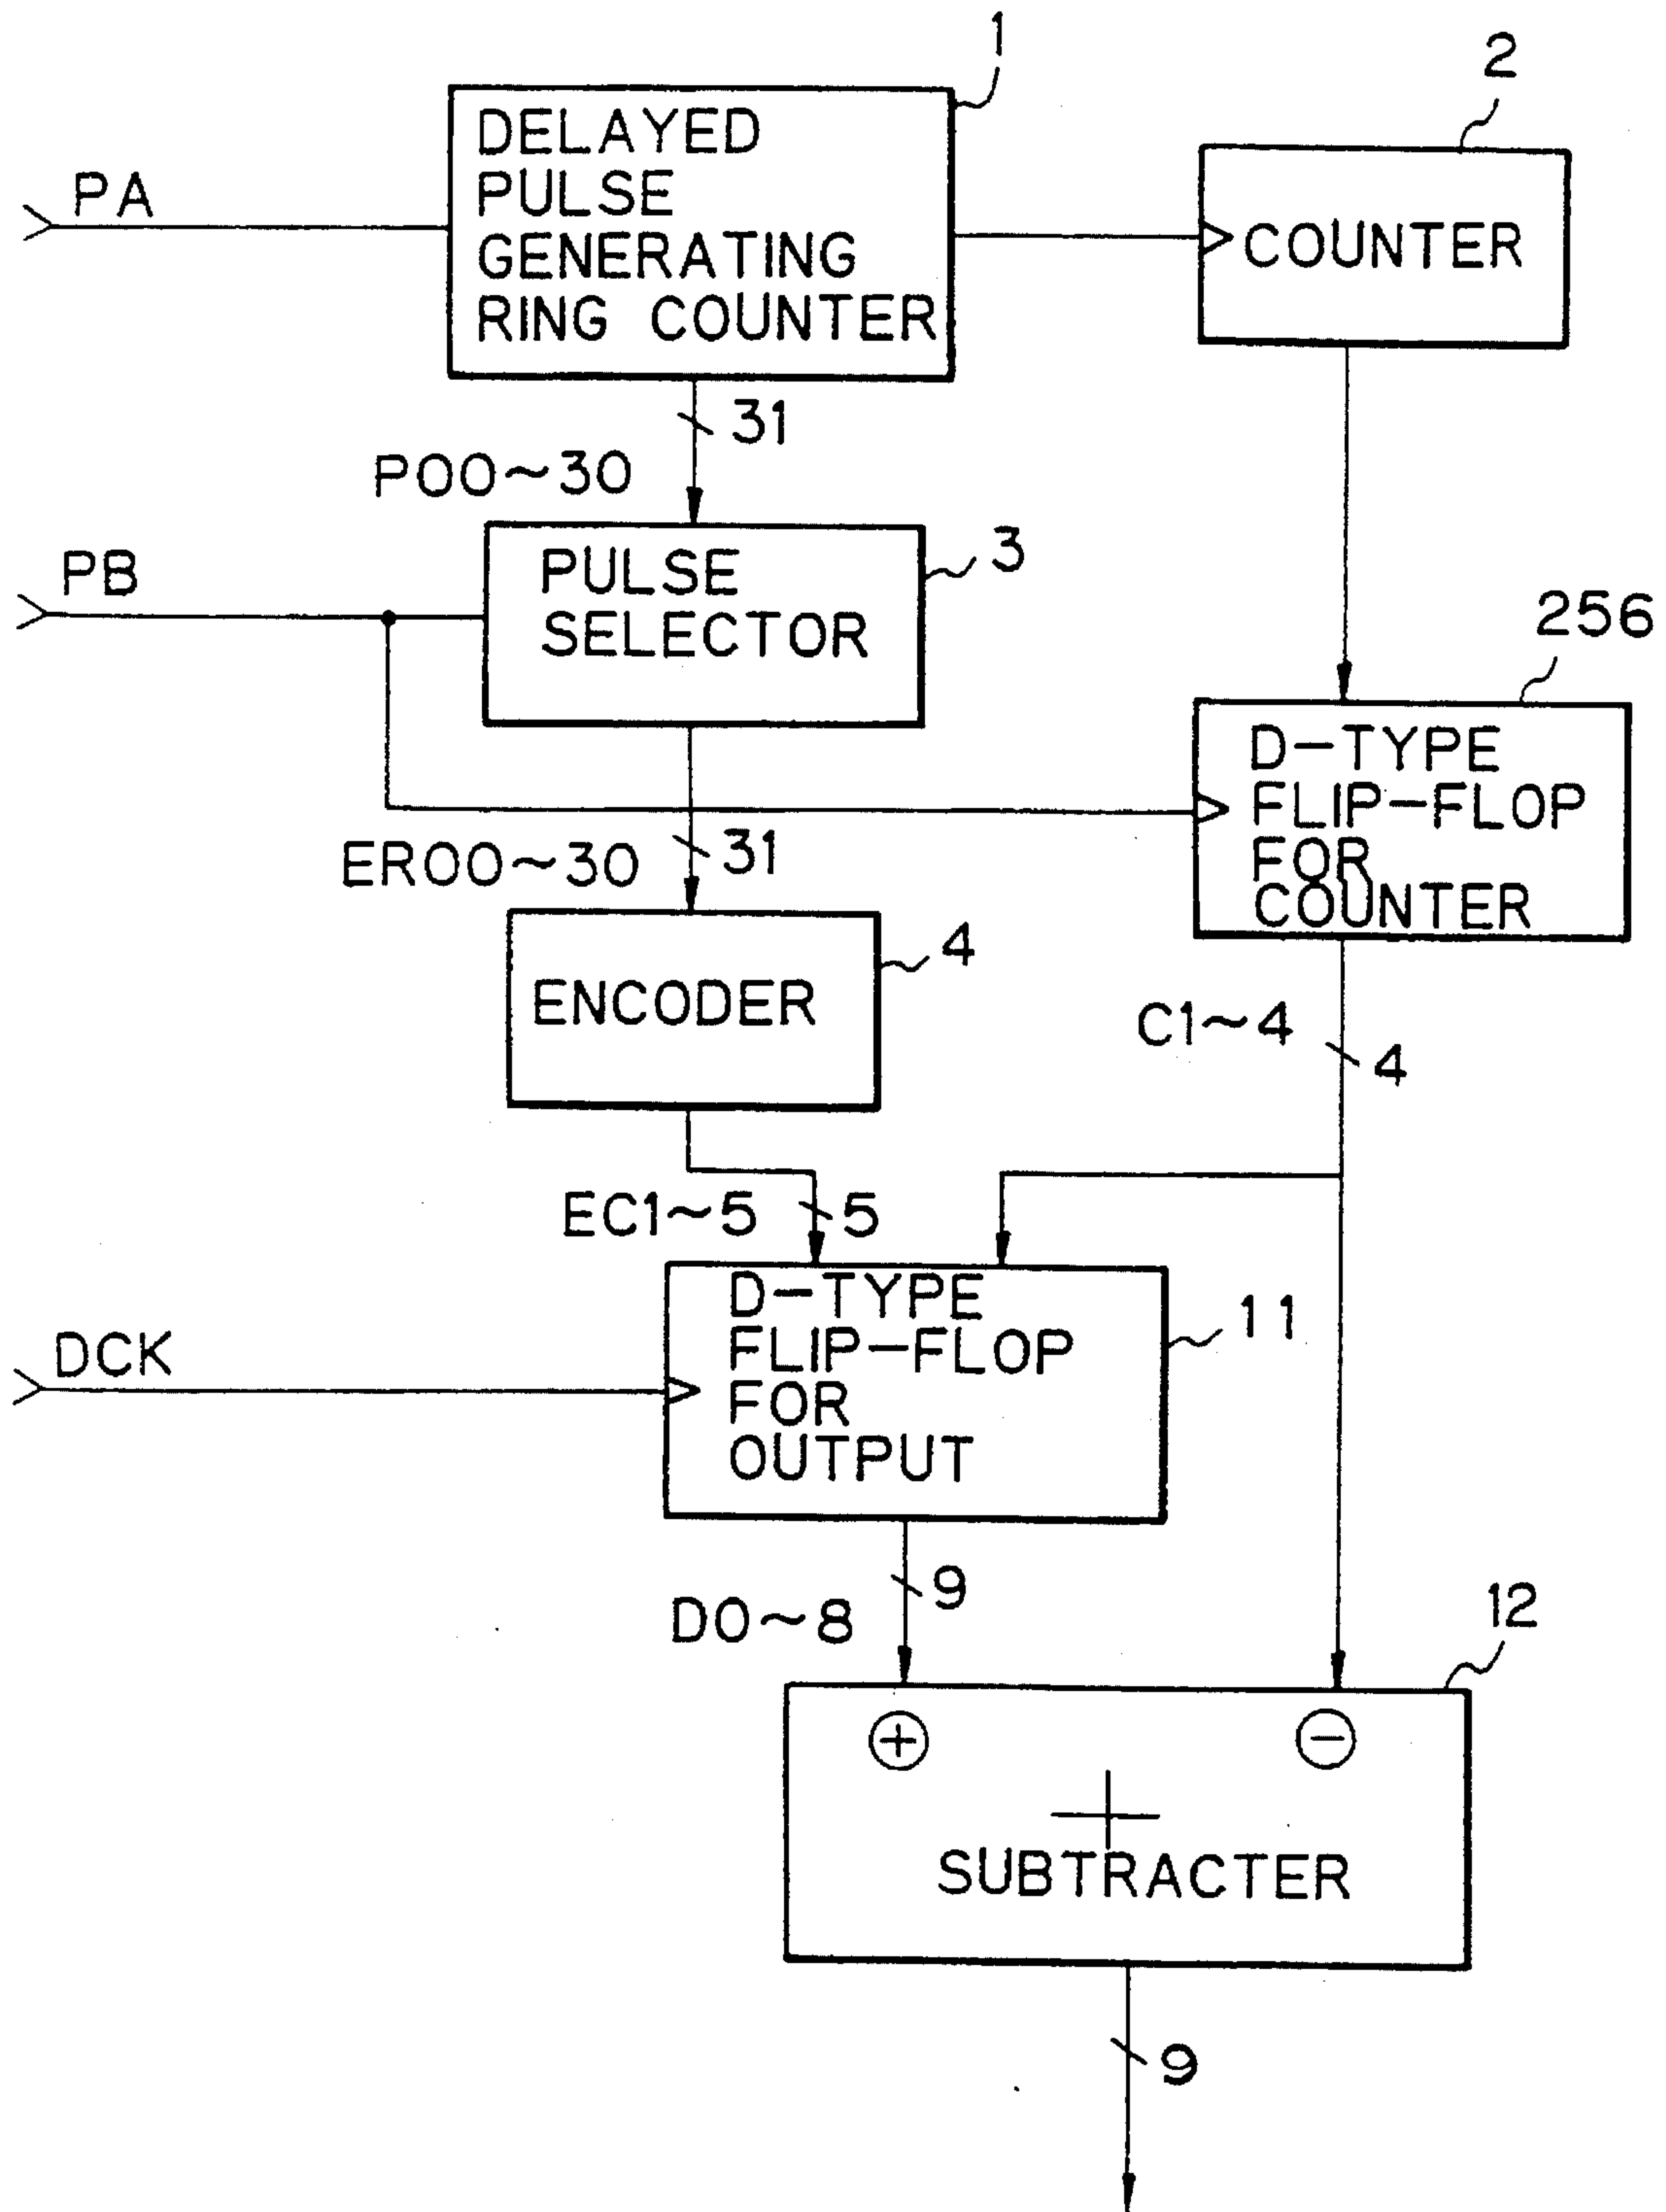 1
2
DELAYED
PULSE
GENERATING
RING COUNTER
PA
COUNTER
31
P00~30
3
PB
PULSE
SELECTOR
256
D-TYPE
FLIP-FLOP
FOR
COUNTER
31
ER00~30
4
ENCODER
C1~4
4
EC1~5
5
D-TYPE
FLIP-FLOP
FOR
OUTPUT
11
DCK
9
D0~8
12
+
−
+
SUBTRACTER
9